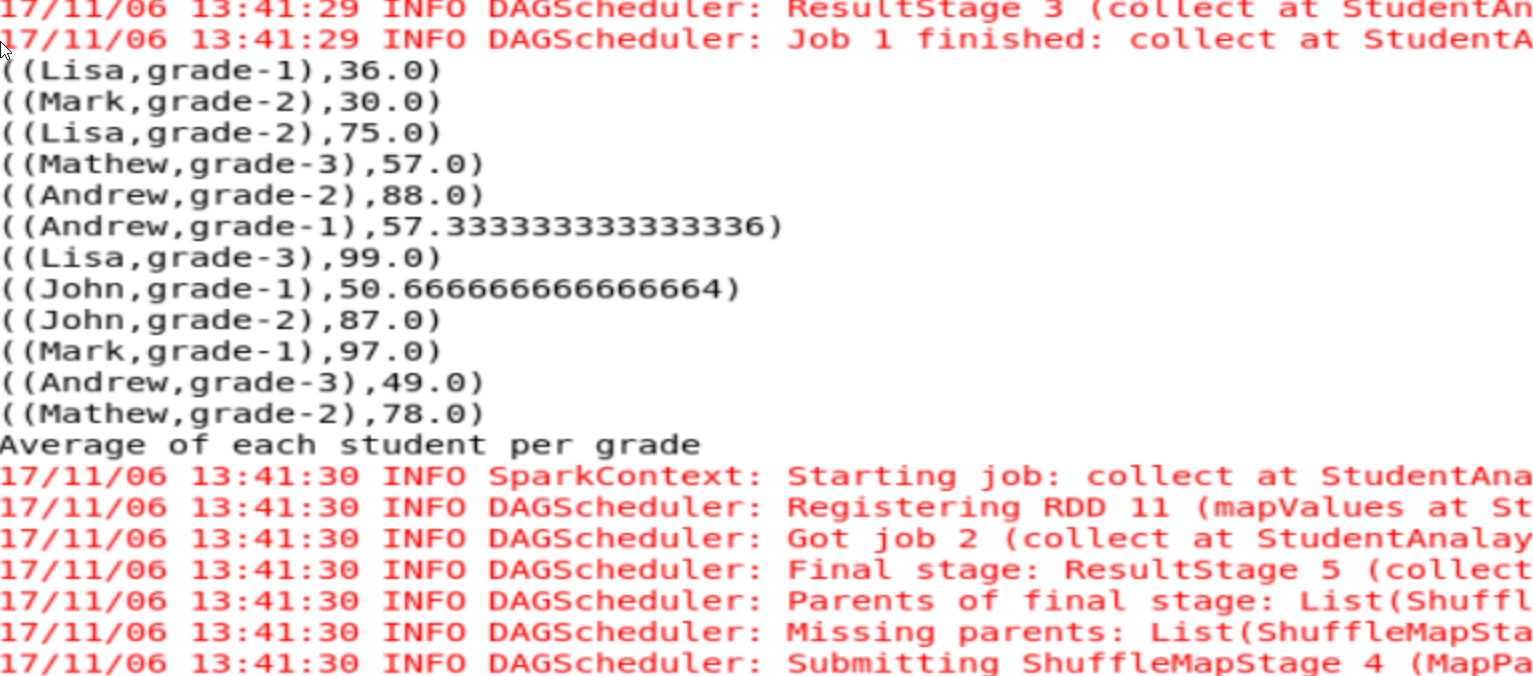 17/11/06 13:41:29 INFO DAGScheduler: ResultStage 3 (collect at StudentAn
17/11/06 13:41:29 INFO DAGScheduler: Job 1 finished: collect at StudentA
((Lisa,grade-1),36.0)
((Mark,grade-2),30.0)
((Lisa,grade-2),75.0)
((Mathew,grade-3),57.0)
((Andrew,grade-2),88.0)
((Andrew,grade-1),57.333333333333336)
((Lisa,grade-3),99.0)
((John,grade-1),50.666666666666664)
((John,grade-2),87.0)
((Mark,grade-1),97.0)
((Andrew,grade-3),49.0)
((Mathew,grade-2),78.0)
Average of each student per grade
17/11/06 13:41:30 INFO SparkContext: Starting job: collect at StudentAna
17/11/06 13:41:30 INFO DAGScheduler: Registering RDD 11 (mapValues at St
17/11/06 13:41:30 INFO DAGScheduler: Got job 2 (collect at StudentAnalay
17/11/06 13:41:30 INFO DAGScheduler: Final stage: ResultStage 5 (collect
17/11/06 13:41:30 INFO DAGScheduler: Parents of final stage: List(Shuffl
17/11/06 13:41:30 INFO DAGScheduler: Missing parents: List(ShuffleMapSta
17/11/06 13:41:30 INFO DAGScheduler: Submitting ShuffleMapStage 4 (MapPa